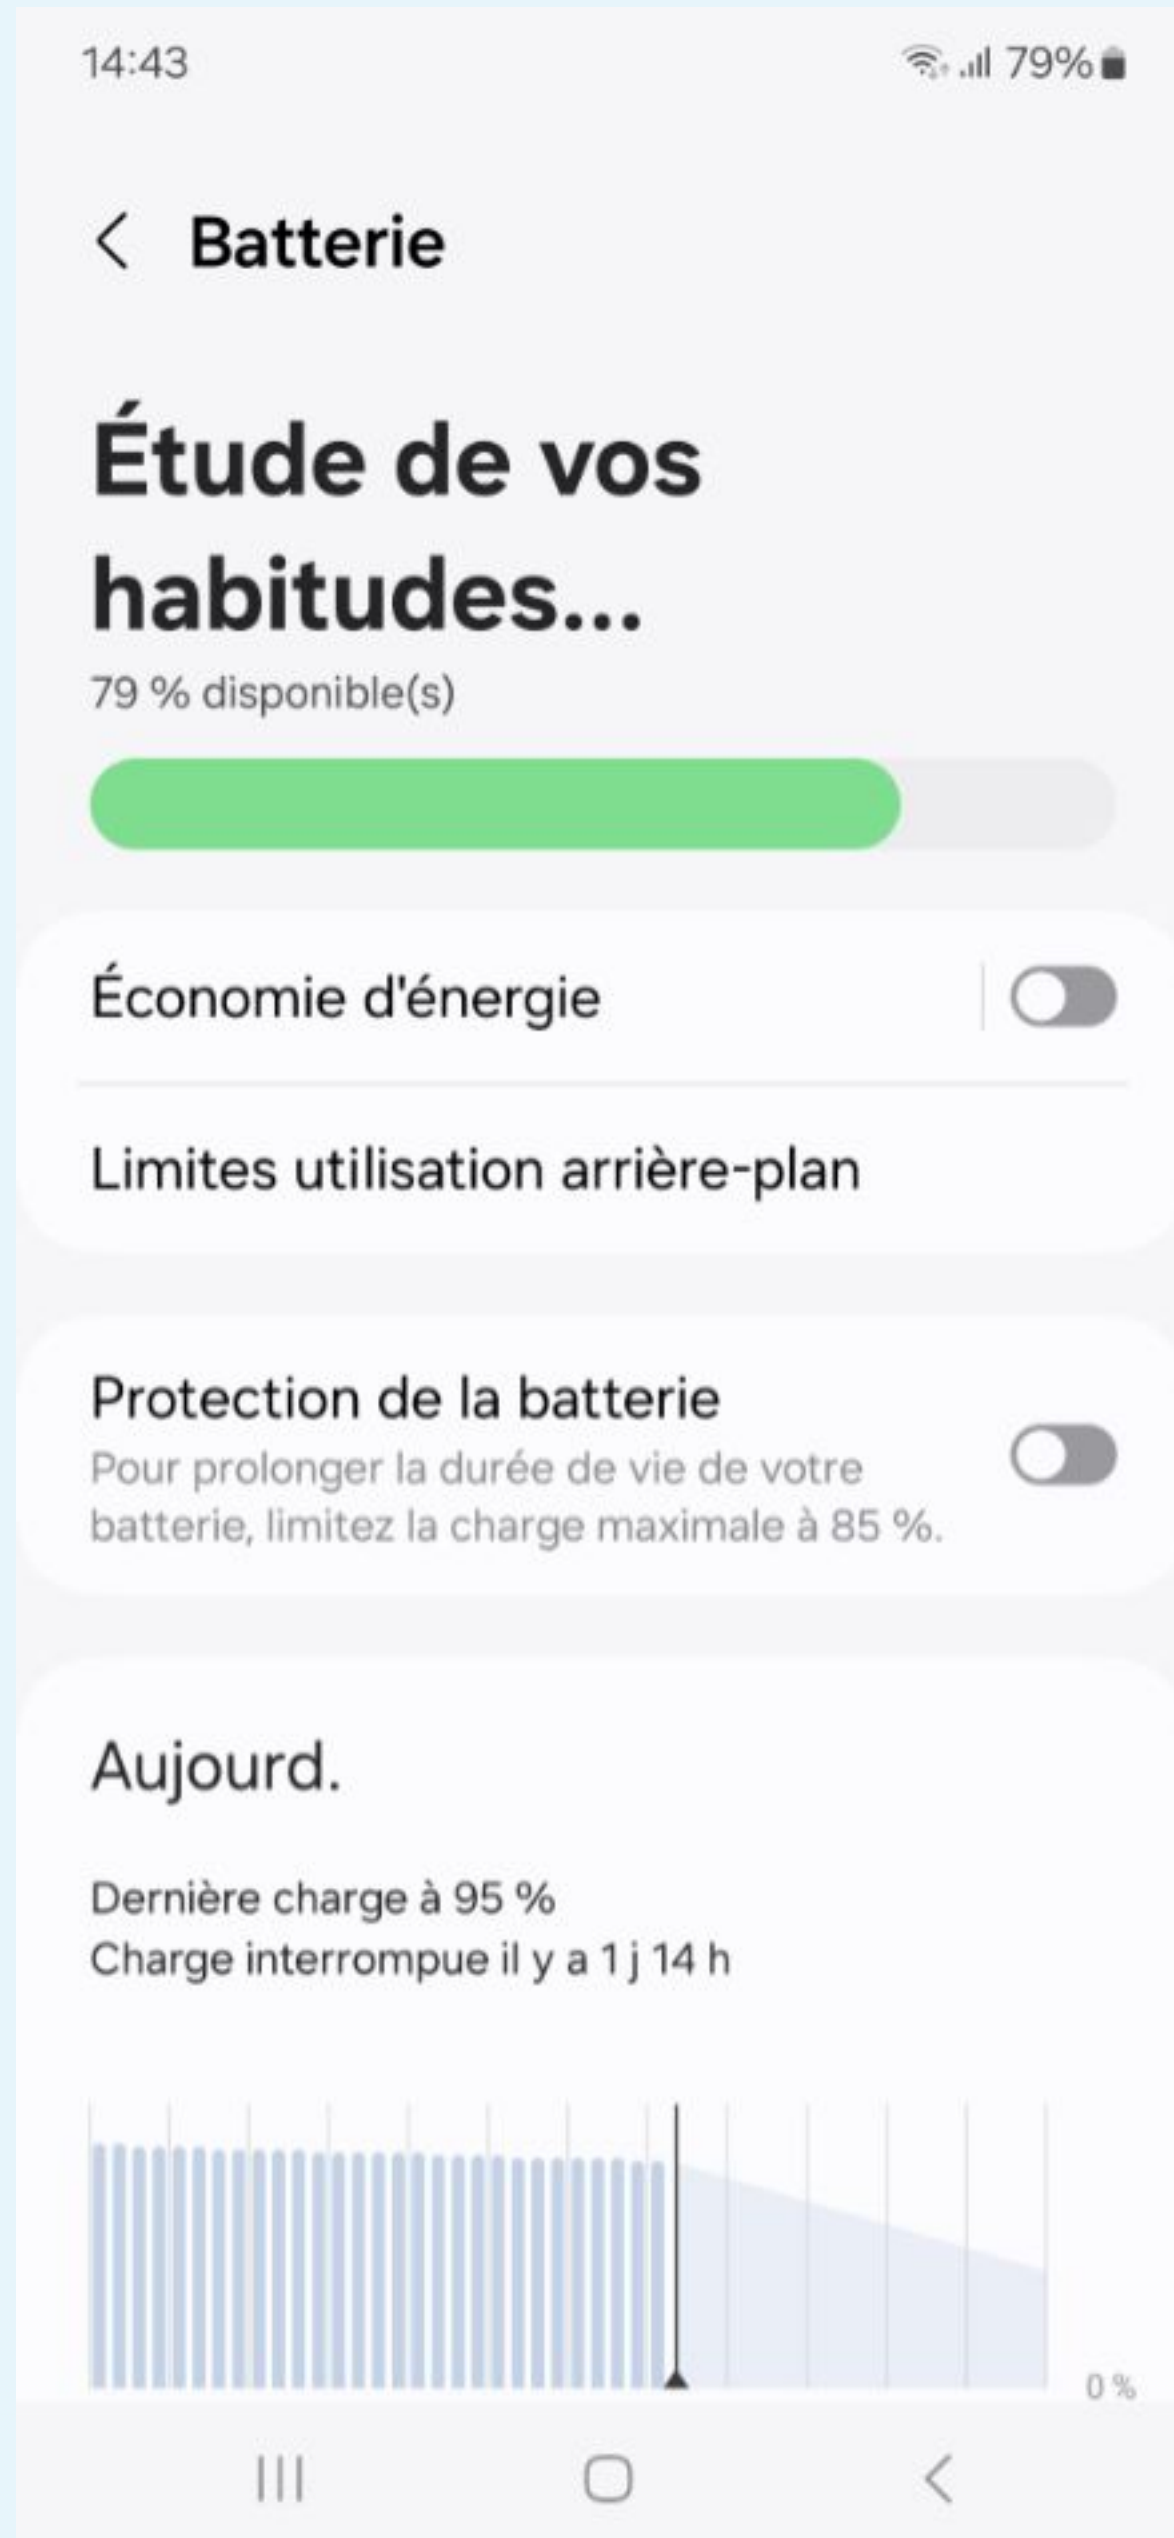 14:43
79%
Batterie
Étude de vos
habitudes...
79 % disponible(s)
Économie d'énergie
Limites utilisation arrière-plan
Protection de la batterie
Pour prolonger la durée de vie de votre
batterie, limitez la charge maximale à 85 %.
Aujourd.
Dernière charge à 95 %
Charge interrompue il y a 1 j 14 h
0 %